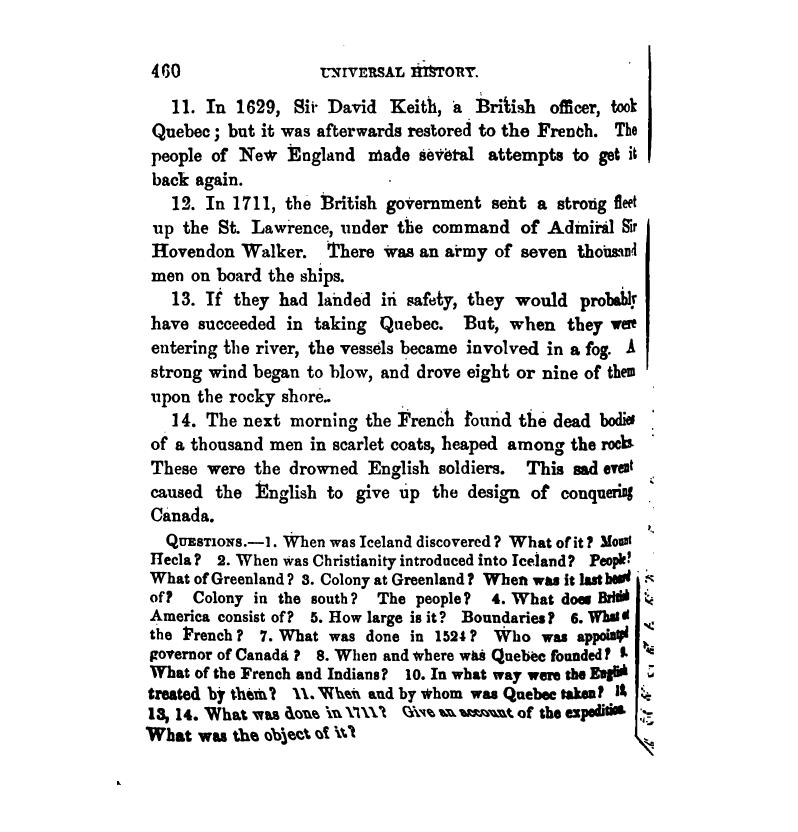 460 UNIVERSAL HISTORY.
11. In 1629, Sir David Keith, a British officer, took
Quebec; but it was afterwards restored to the French. The
people of New England made several attempts to get it
back again.
12. In 1711, the British government sent a strong fleet
up the St. Lawrence, under the command of Admiral Sir
Hovendon Walker. There was an army of seven thousand
men on board the ships.
13. If they had landed in safety, they would probably
have succeeded in taking Quebec. But, when they were
entering the river, the vessels became involved in a fog. A
strong wind began to blow, and drove eight or nine of them
upon the rocky shore.
14. The next morning the French found the dead bodies
of a thousand men in scarlet coats, heaped among the rocks.
These were the drowned English soldiers. This sad event
caused the English to give up the design of conquering
Canada.
QUESTIONS.—1. When was Iceland discovered? What of it? Mount
Hecla? 2. When was Christianity introduced into Iceland? People?
What of Greenland? 3. Colony at Greenland? When was it last heard
of? Colony in the south? The people? 4. What does British
America consist of? 5. How large is it? Boundaries? 6. What of
the French? 7. What was done in 1524? Who was appointed
governor of Canada? 8. When and where was Quebec founded? 9.
What of the French and Indians? 10. In what way were the English
treated by them? 11. When and by whom was Quebec taken? 12,
13, 14. What was done in 1711? Give an account of the expedition.
What was the object of it?